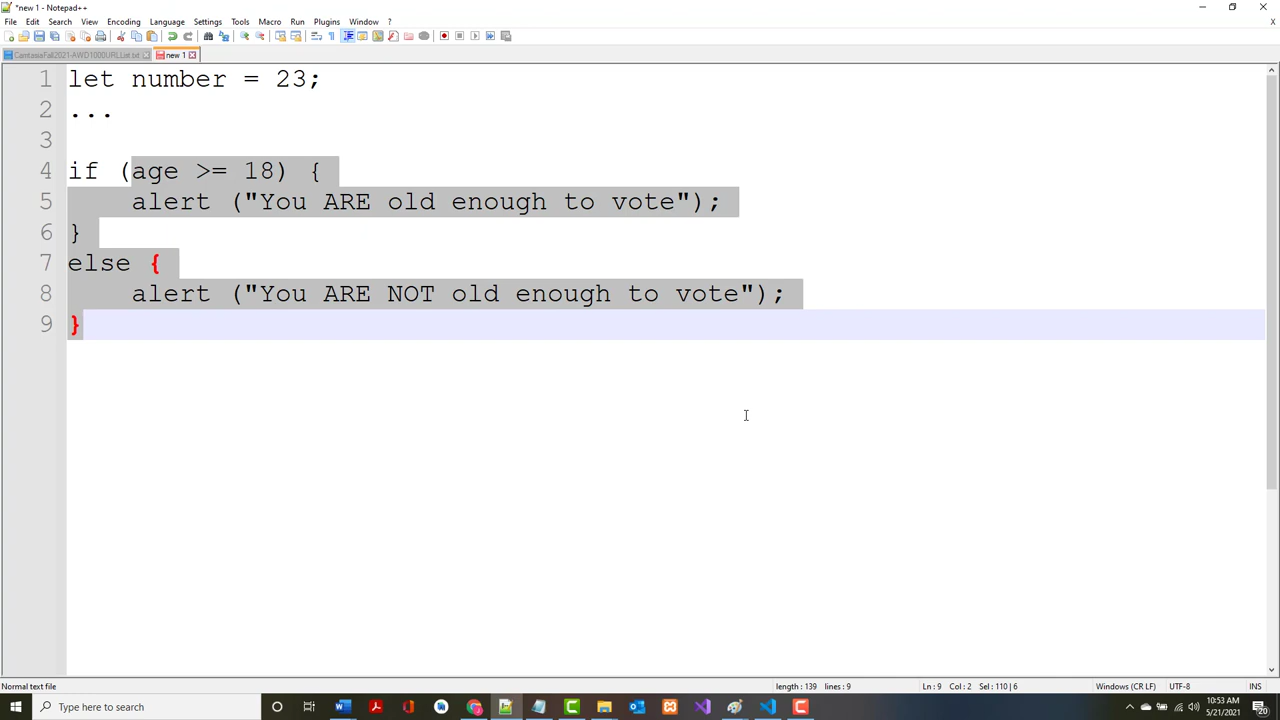 *new 1 - Notepad++
File Edit Search View Encoding Language Settings Tools Macro Run Plugins Window ?
X
CamtasiaFall2021-AWD1000URLList.txt new 1
1 let number = 23;
2 ...
3
4 if (age >= 18) {
5 alert ("You ARE old enough to vote");
6 }
7 else {
8 alert ("You ARE NOT old enough to vote");
9 }
Normal text file length : 139 lines : 9 Ln : 9 Col : 2 Sel : 110 | 6 Windows (CR LF) UTF-8 INS
Type here to search
10:53 AM
5/21/2021
20